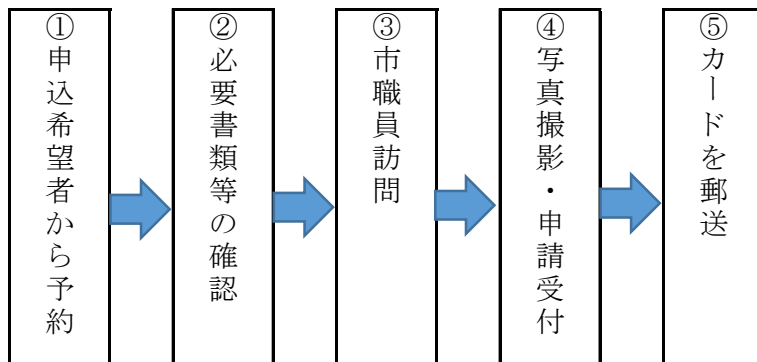 ①申込希望者から予約
②必要書類等の確認
③市職員訪問
④写真撮影・申請受付
⑤カードを郵送